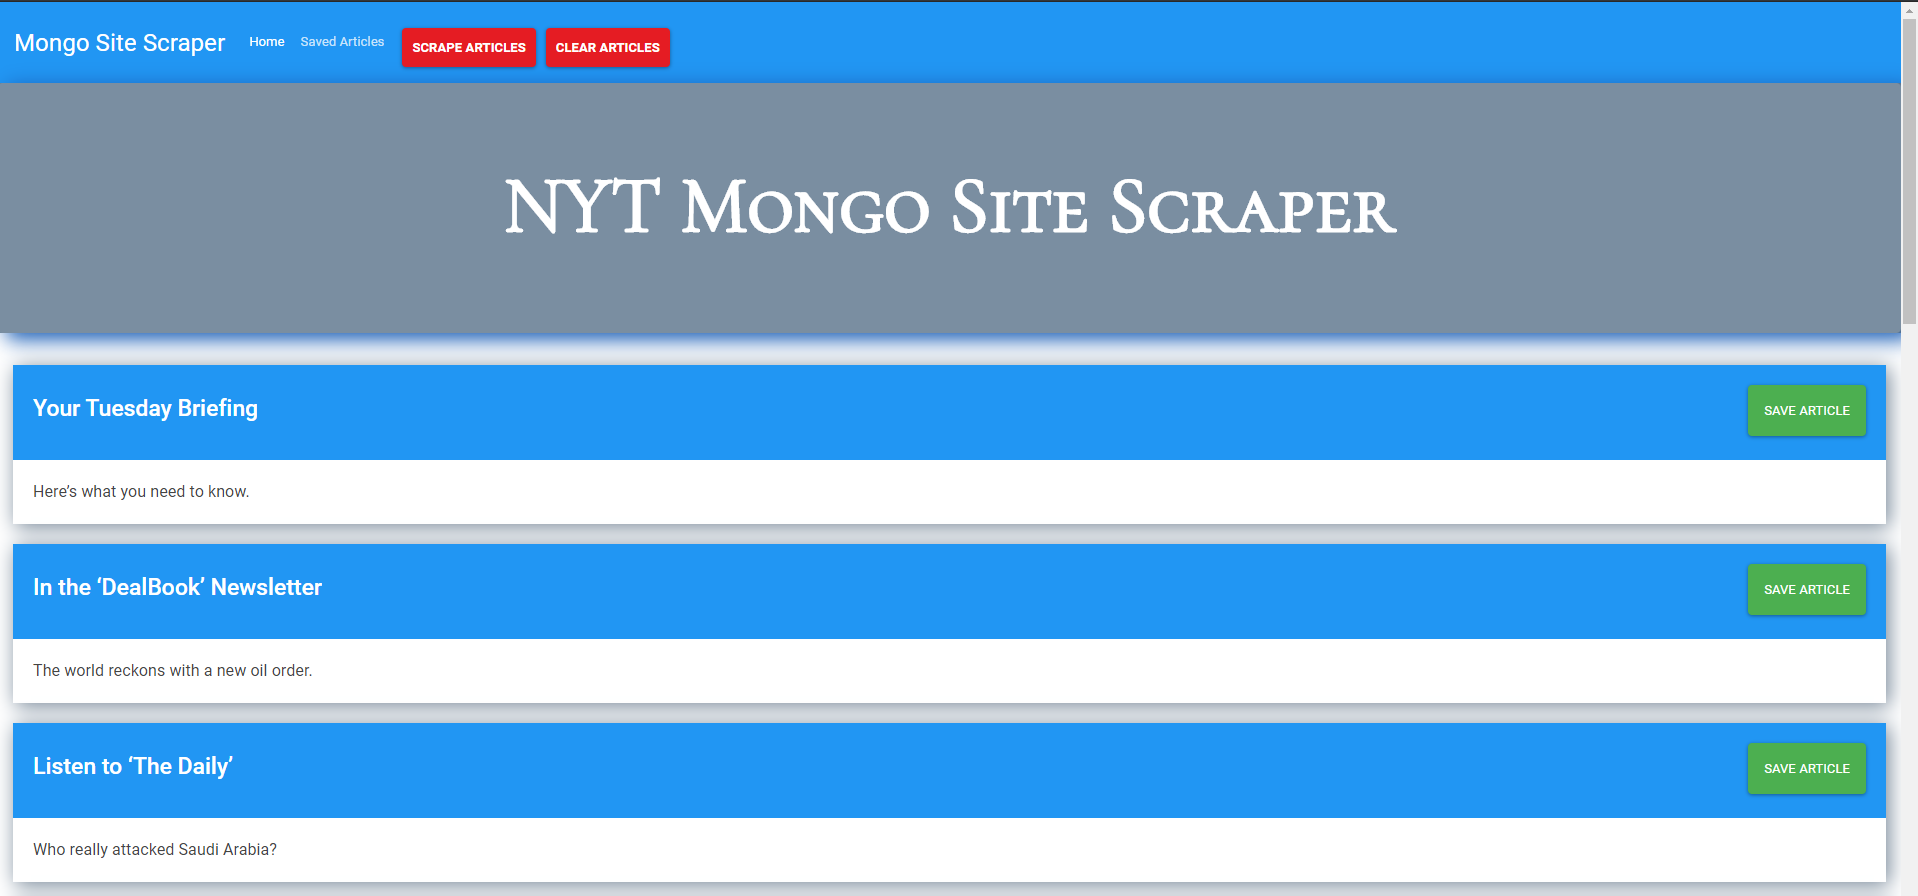 Mongo Site Scraper Home Saved Articles SCRAPE ARTICLES CLEAR ARTICLES
NYT Mongo Site Scraper
Your Tuesday Briefing SAVE ARTICLE
Here’s what you need to know.
In the ‘DealBook’ Newsletter SAVE ARTICLE
The world reckons with a new oil order.
Listen to ‘The Daily’ SAVE ARTICLE
Who really attacked Saudi Arabia?